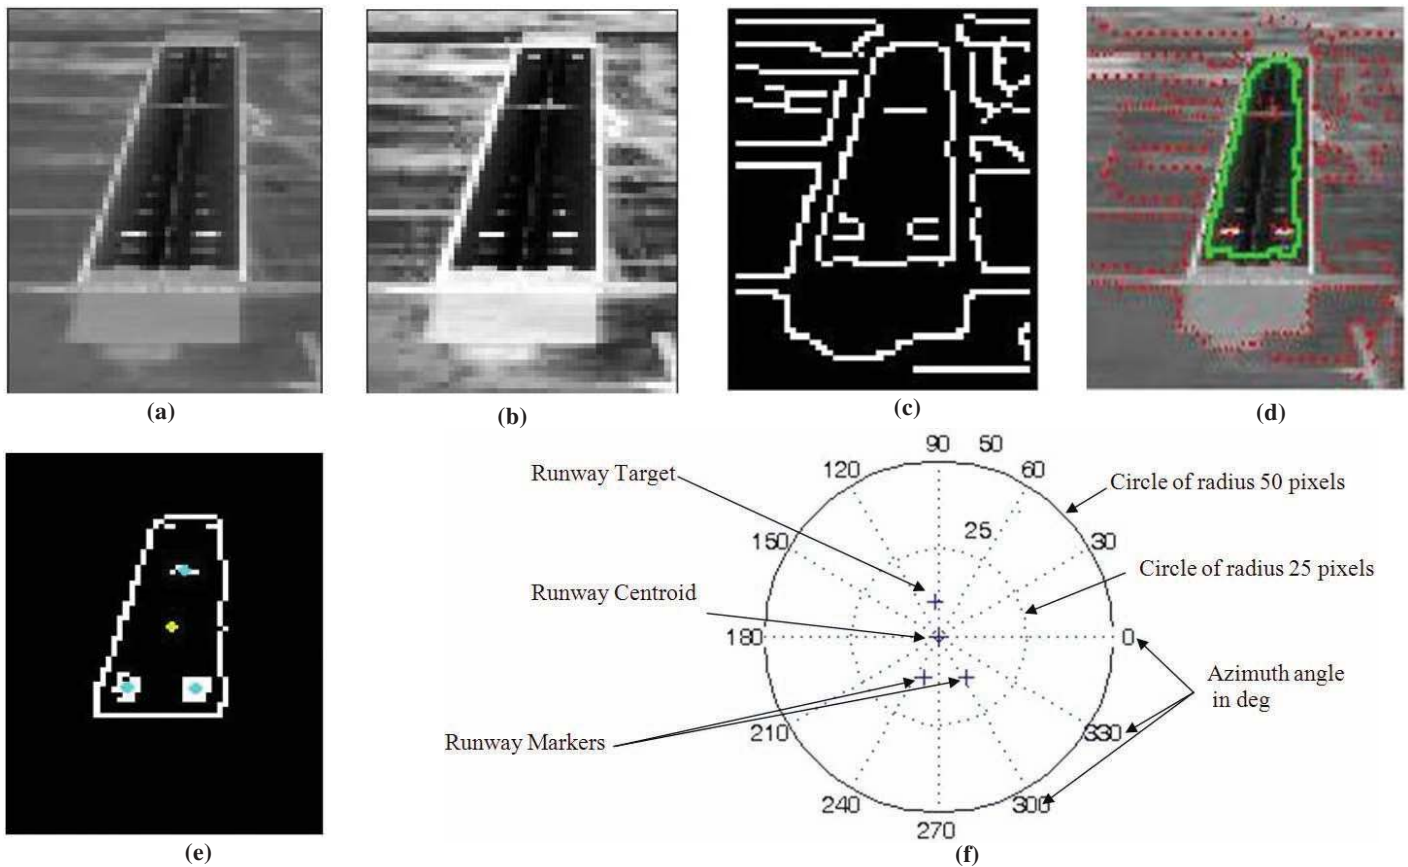 (a)
(b)
(c)
(d)
(e)
Runway Target
Runway Centroid
Runway Markers
90
50
120
60
150
25
30
180
0
210
330
240
300
270
Circle of radius 50 pixels
Circle of radius 25 pixels
Azimuth angle
in deg
(f)